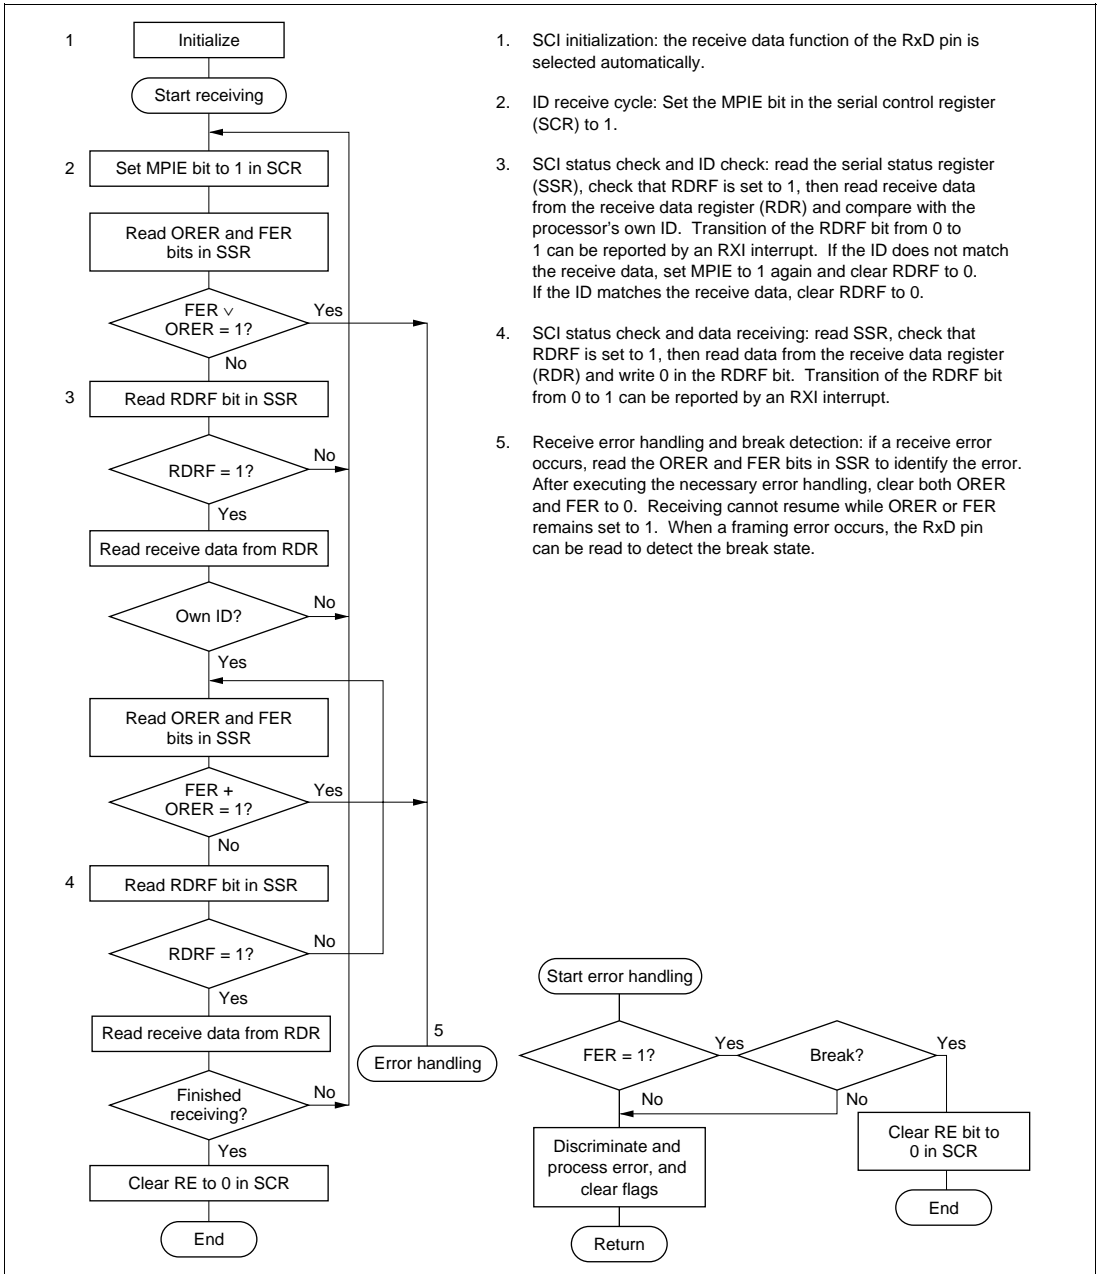 1
Initialize
Start receiving
2
Set MPIE bit to 1 in SCR
Read ORER and FER
bits in SSR
FER ∨
ORER = 1?
Yes
No
3
Read RDRF bit in SSR
RDRF = 1?
No
Yes
Read receive data from RDR
Own ID?
No
Yes
Read ORER and FER
bits in SSR
FER +
ORER = 1?
Yes
No
4
Read RDRF bit in SSR
RDRF = 1?
No
Yes
Read receive data from RDR
5
Error handling
Finished
receiving?
No
Yes
Clear RE to 0 in SCR
End
1. SCI initialization: the receive data function of the RxD pin is
selected automatically.
2. ID receive cycle: Set the MPIE bit in the serial control register
(SCR) to 1.
3. SCI status check and ID check: read the serial status register
(SSR), check that RDRF is set to 1, then read receive data
from the receive data register (RDR) and compare with the
processor's own ID. Transition of the RDRF bit from 0 to
1 can be reported by an RXI interrupt. If the ID does not match
the receive data, set MPIE to 1 again and clear RDRF to 0.
If the ID matches the receive data, clear RDRF to 0.
4. SCI status check and data receiving: read SSR, check that
RDRF is set to 1, then read data from the receive data register
(RDR) and write 0 in the RDRF bit. Transition of the RDRF bit
from 0 to 1 can be reported by an RXI interrupt.
5. Receive error handling and break detection: if a receive error
occurs, read the ORER and FER bits in SSR to identify the error.
After executing the necessary error handling, clear both ORER
and FER to 0. Receiving cannot resume while ORER or FER
remains set to 1. When a framing error occurs, the RxD pin
can be read to detect the break state.
Start error handling
FER = 1?
Yes
Break?
Yes
No
No
Discriminate and
process error, and
clear flags
Clear RE bit to
0 in SCR
End
Return